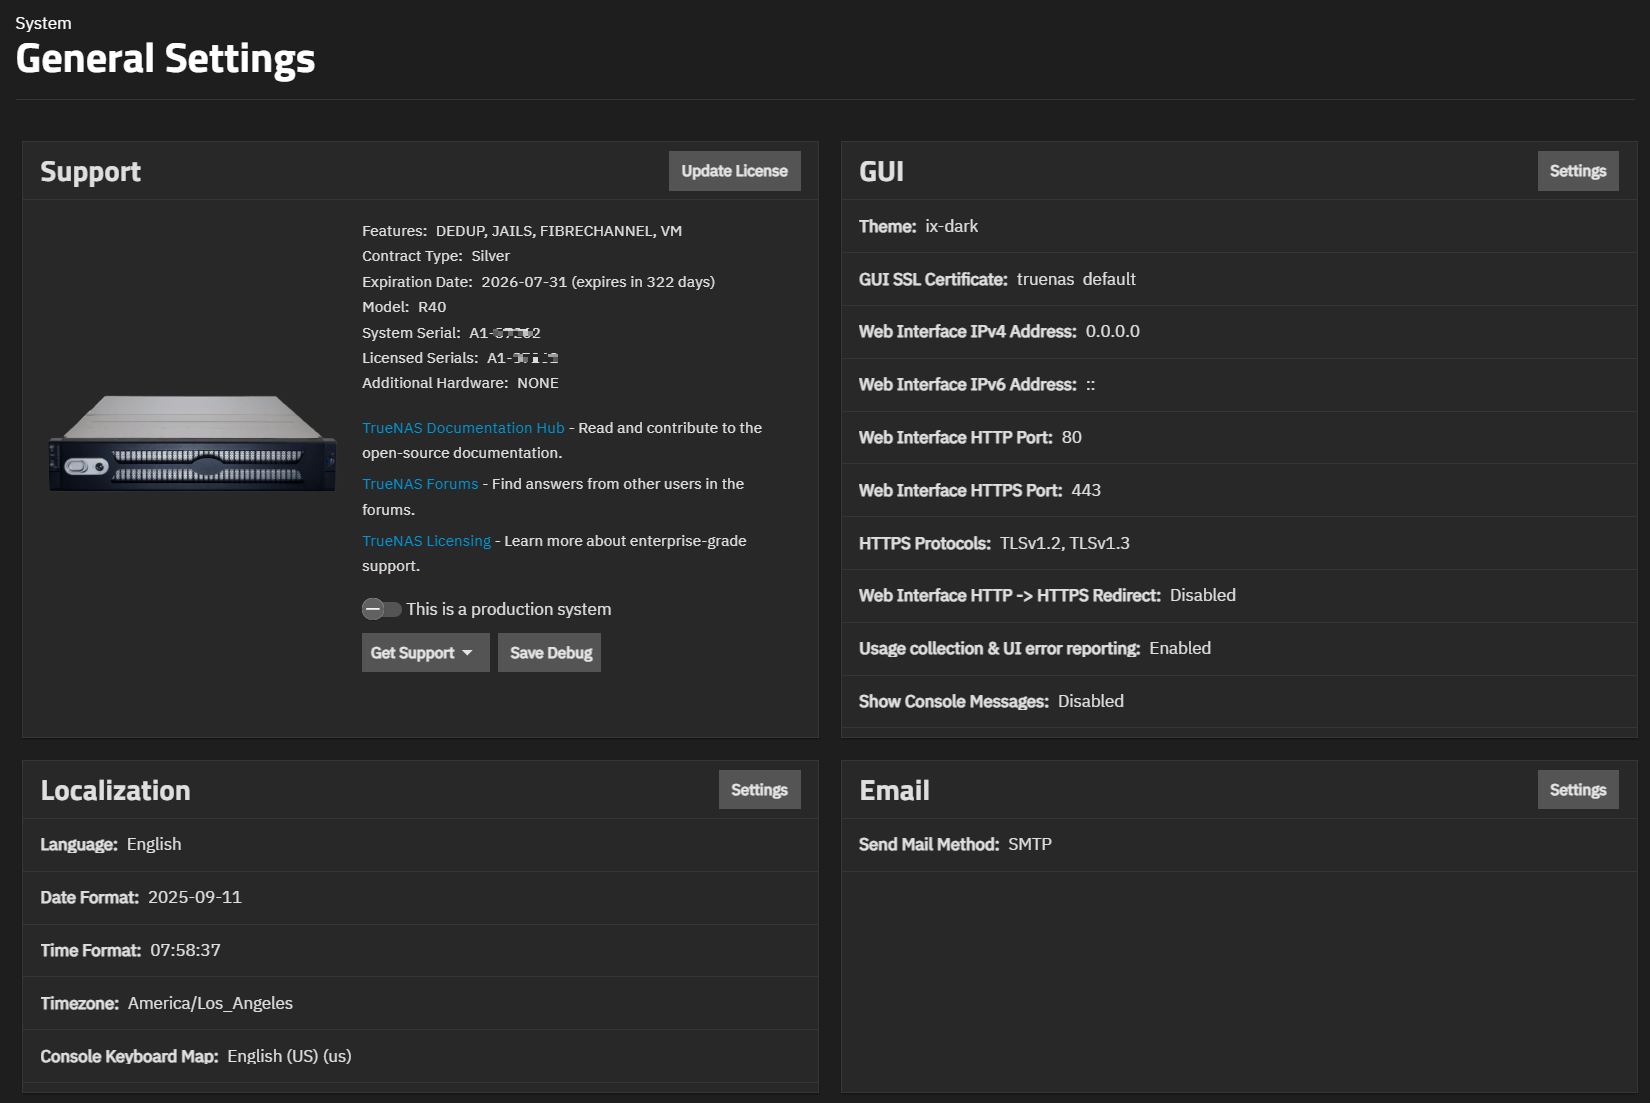 System
General Settings
Support
Update License
Features: DEDUP, JAILS, FIBRECHANNEL, VM
Contract Type: Silver
Expiration Date: 2026-07-31 (expires in 322 days)
Model: R40
System Serial: A1-
Licensed Serials: A1-
Additional Hardware: NONE
TrueNAS Documentation Hub - Read and contribute to the
open-source documentation.
TrueNAS Forums - Find answers from other users in the
forums.
TrueNAS Licensing - Learn more about enterprise-grade
support.
This is a production system
Get Support
Save Debug
GUI
Settings
Theme: ix-dark
GUI SSL Certificate: truenas default
Web Interface IPv4 Address: 0.0.0.0
Web Interface IPv6 Address: ::
Web Interface HTTP Port: 80
Web Interface HTTPS Port: 443
HTTPS Protocols: TLSv1.2, TLSv1.3
Web Interface HTTP -> HTTPS Redirect: Disabled
Usage collection & UI error reporting: Enabled
Show Console Messages: Disabled
Localization
Settings
Language: English
Date Format: 2025-09-11
Time Format: 07:58:37
Timezone: America/Los_Angeles
Console Keyboard Map: English (US) (us)
Email
Settings
Send Mail Method: SMTP